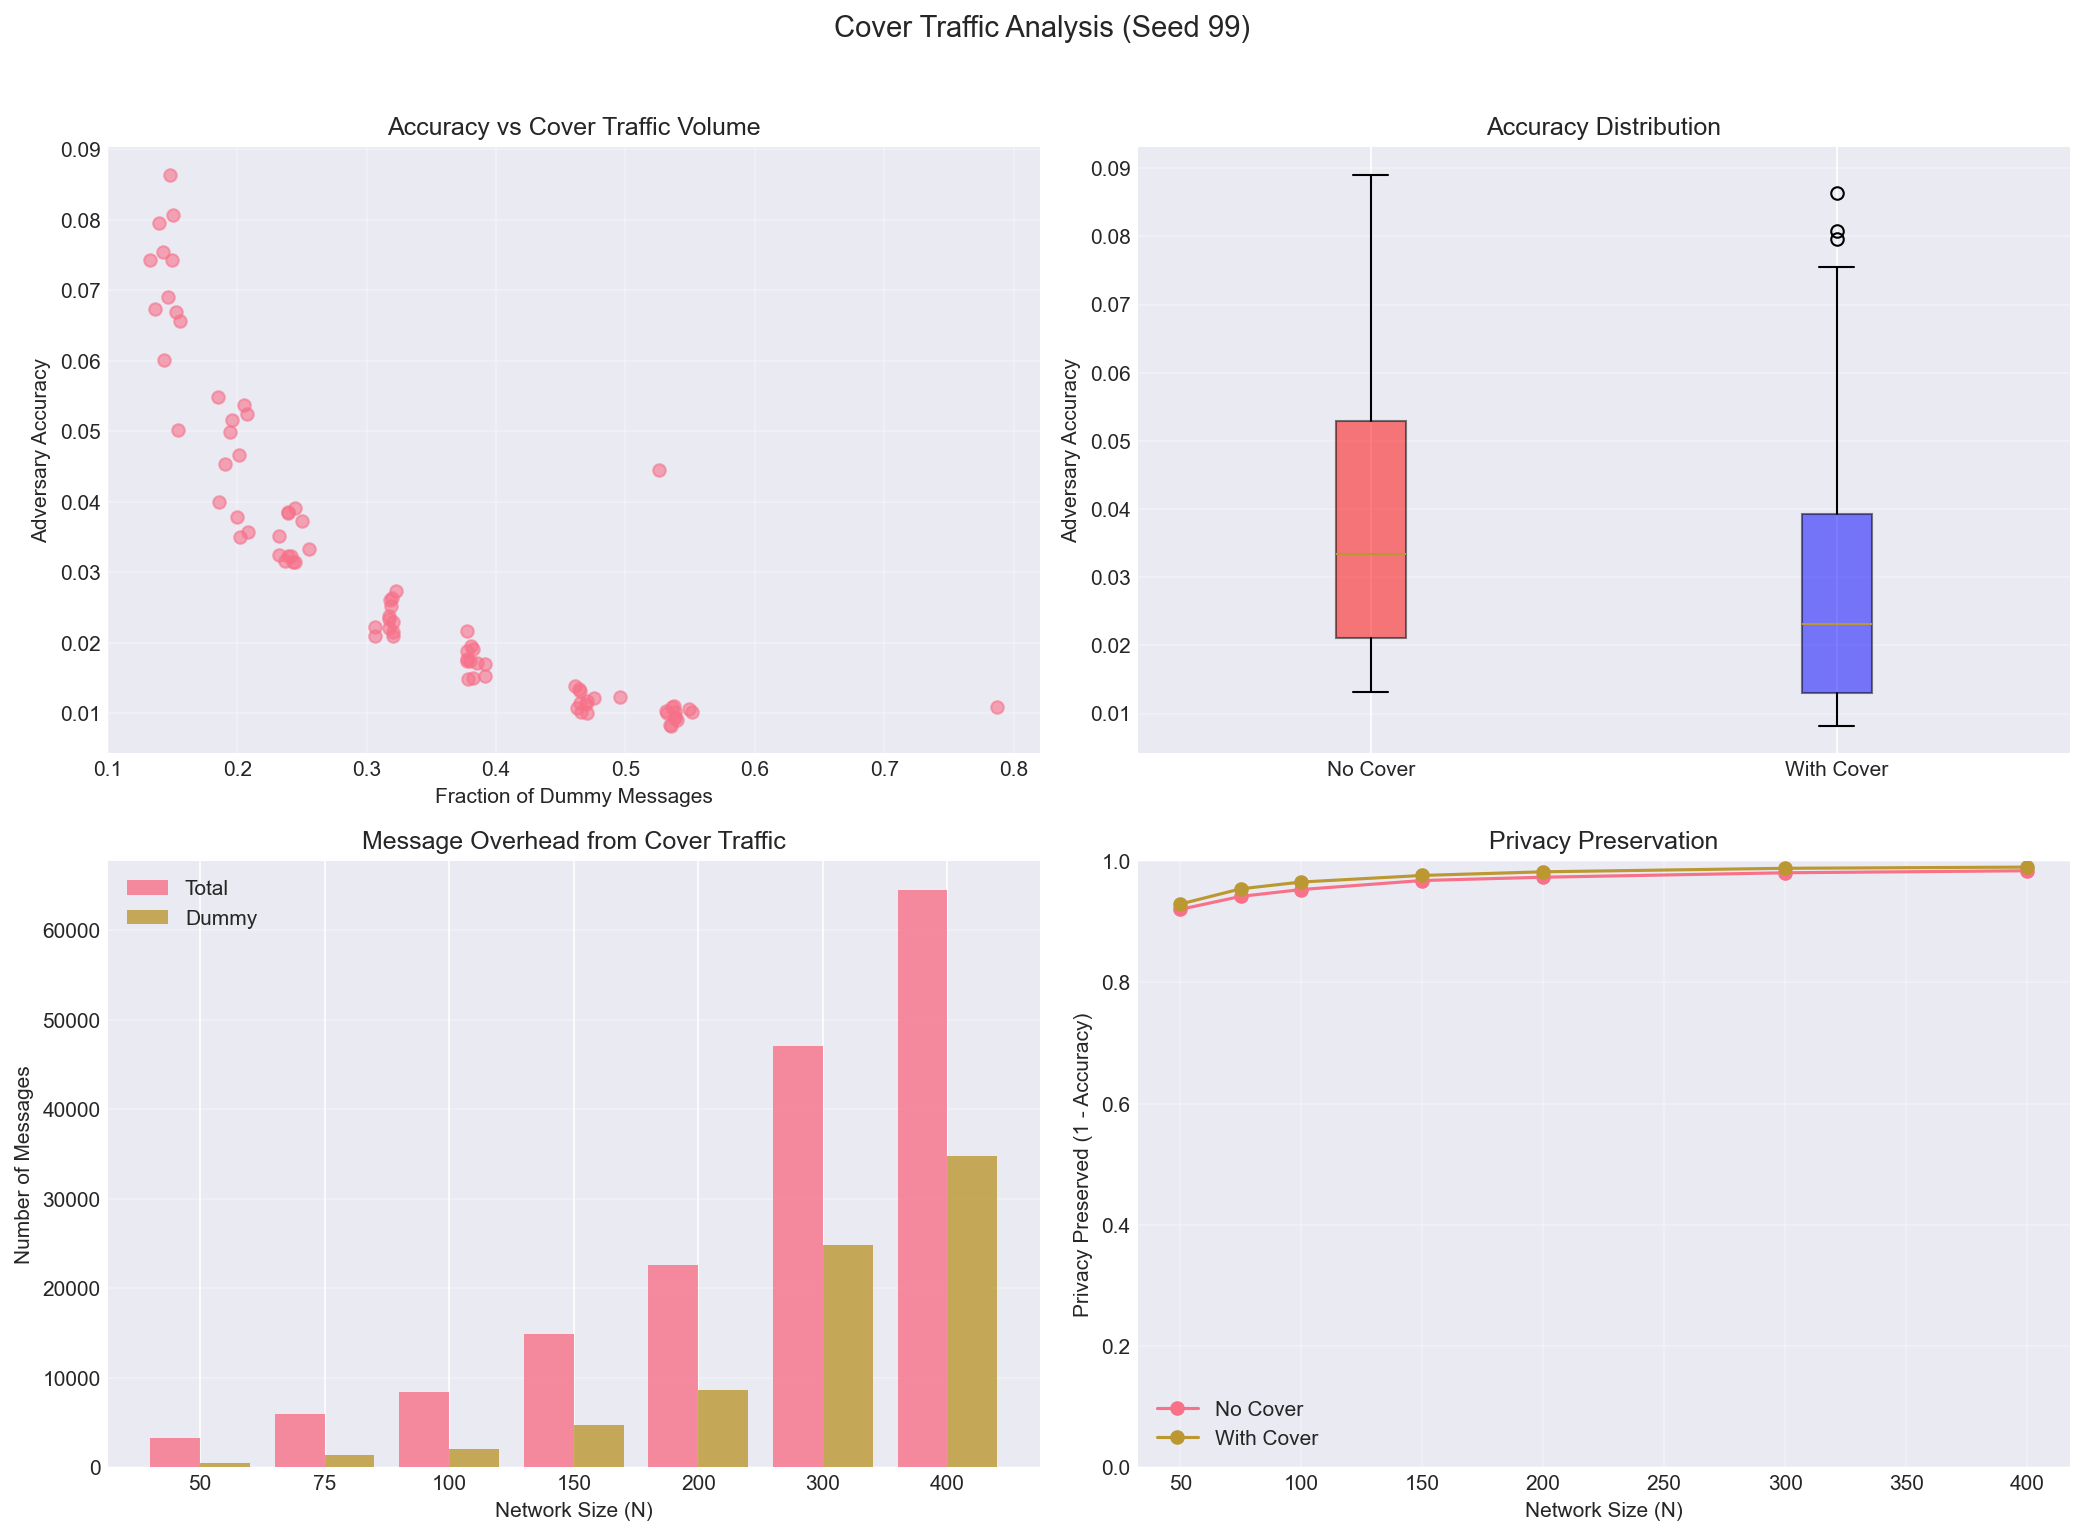 Cover Traffic Analysis (Seed 99)
Accuracy vs Cover Traffic Volume
0.09
0.08
0.07
0.06
0.05
0.04
0.03
0.02
0.01
Adversary Accuracy
0.1 0.2 0.3 0.4 0.5 0.6 0.7 0.8
Fraction of Dummy Messages
Accuracy Distribution
0.09
0.08
0.07
0.06
0.05
0.04
0.03
0.02
0.01
Adversary Accuracy
No Cover With Cover
Message Overhead from Cover Traffic
Total
Dummy
60000
50000
40000
30000
20000
10000
0
Number of Messages
50 75 100 150 200 300 400
Network Size (N)
Privacy Preservation
1.0
0.8
0.6
0.4
0.2
0.0
Privacy Preserved (1 - Accuracy)
No Cover
With Cover
50 100 150 200 250 300 350 400
Network Size (N)